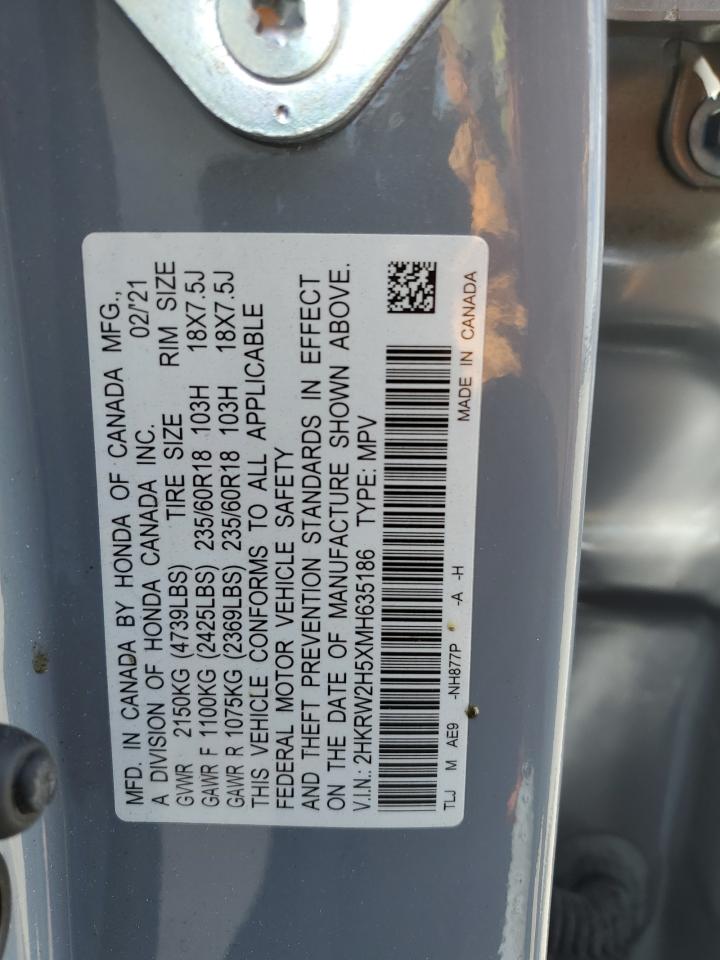 MFD. IN CANADA BY HONDA OF CANADA MFG.,
A DIVISION OF HONDA CANADA INC. 02/'21
GVWR 2150KG (4739LBS) TIRE SIZE RIM SIZE
GAWR F 1100KG (2425LBS) 235/60R18 103H 18X7.5J
GAWR R 1075KG (2369LBS) 235/60R18 103H 18X7.5J
THIS VEHICLE CONFORMS TO ALL APPLICABLE
FEDERAL MOTOR VEHICLE SAFETY
AND THEFT PREVENTION STANDARDS IN EFFECT
ON THE DATE OF MANUFACTURE SHOWN ABOVE.
V.I.N.: 2HKRW2H5XMH635186 TYPE: MPV
TLJ M AE9 -NH877P -A -H MADE IN CANADA